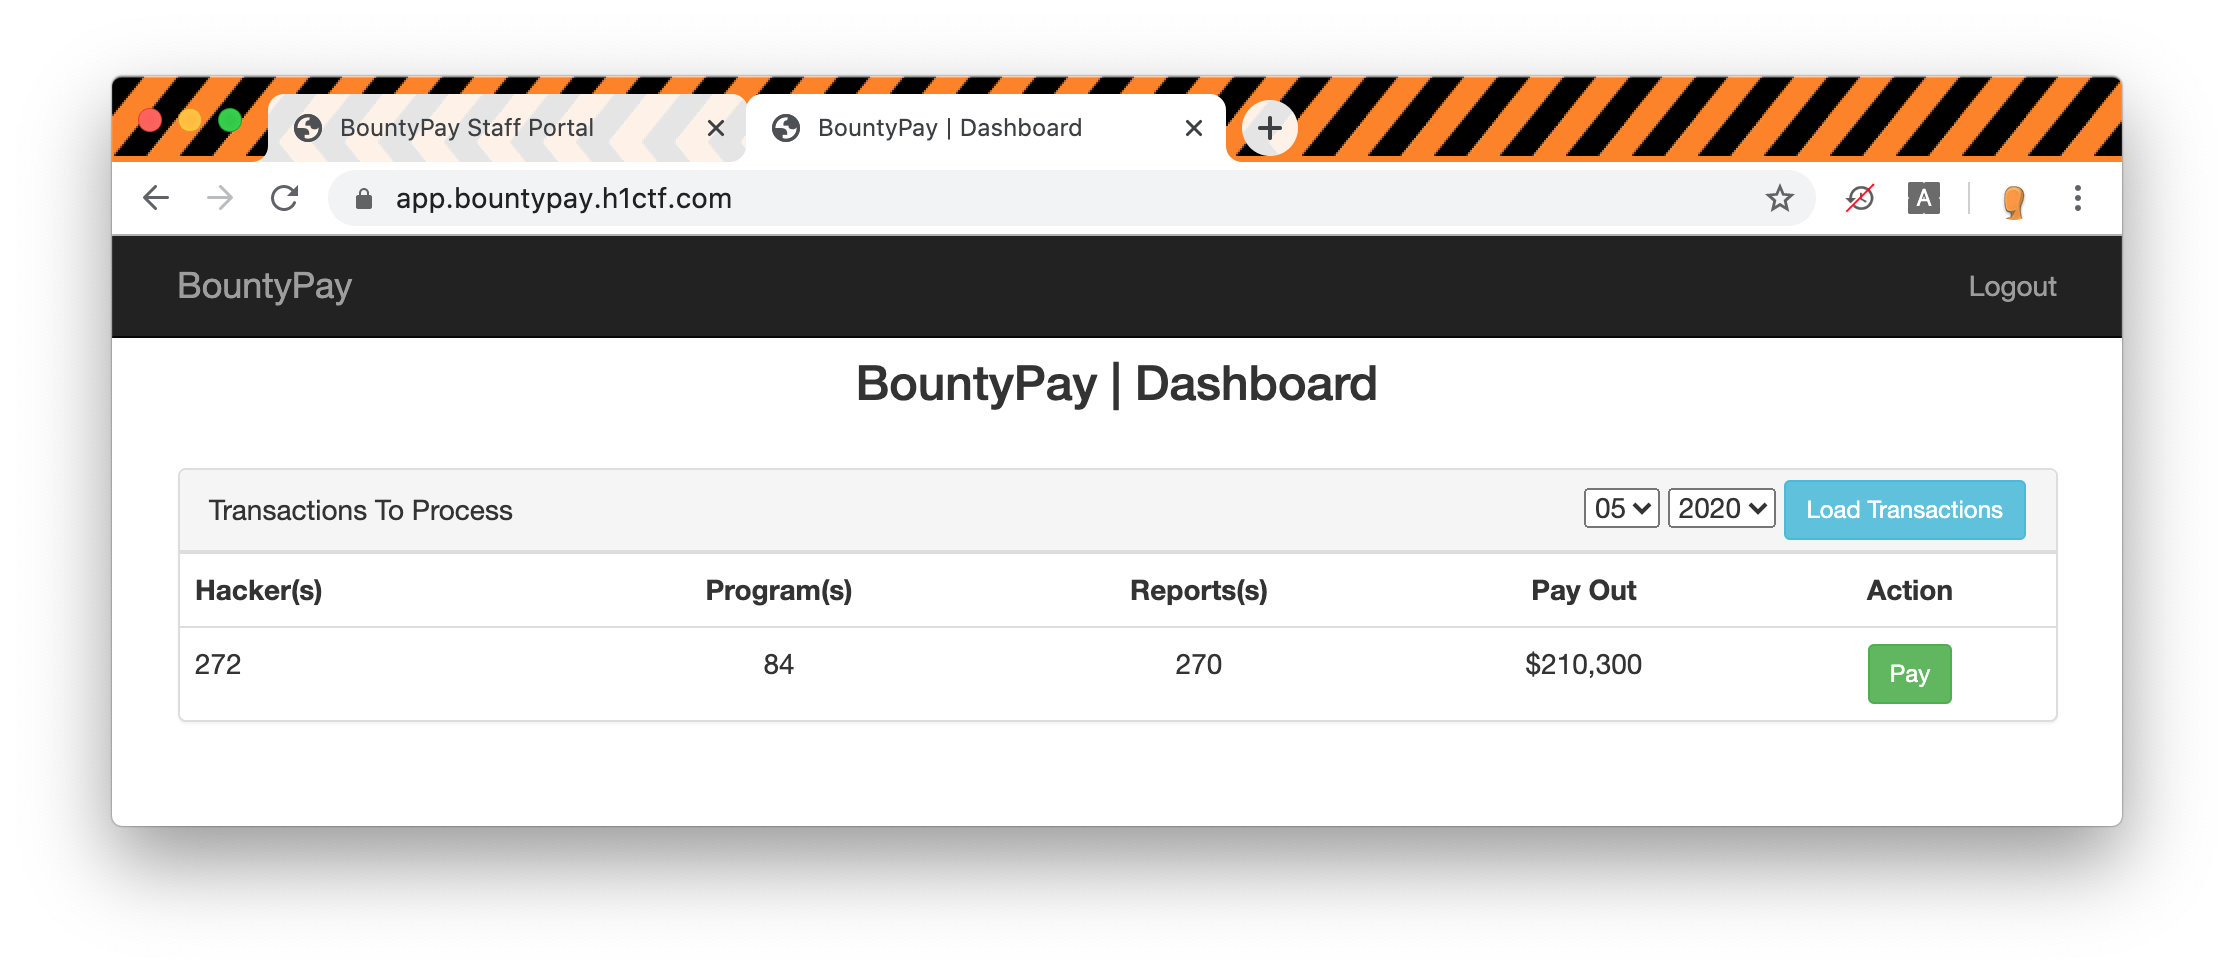 BountyPay Staff Portal BountyPay | Dashboard
app.bountypay.h1ctf.com A
BountyPay Logout
BountyPay | Dashboard
Transactions To Process 05 2020 Load Transactions
Hacker(s) Program(s) Reports(s) Pay Out Action
272 84 270 $210,300 Pay